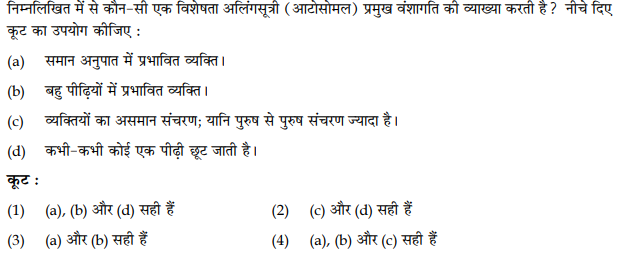 निम्नलिखित में से कौन-सी एक विशेषता अलिंगसूत्री ( आटोसोमल ) प्रमुख वंशागति की व्याख्या करती है ? नीचे दिए
कूट का उपयोग कीजिए :
(a) समान अनुपात में प्रभावित व्यक्ति।
(b) बहु पीढ़ियों में प्रभावित व्यक्ति।
(c) व्यक्तियों का असमान संचरण; यानि पुरुष से पुरुष संचरण ज्यादा है।
(d) कभी-कभी कोई एक पीढ़ी छूट जाती है।
कूट :
(1) (a), (b) और (d) सही हैं (2) (c) और (d) सही हैं
(3) (a) और (b) सही हैं (4) (a), (b) और (c) सही हैं